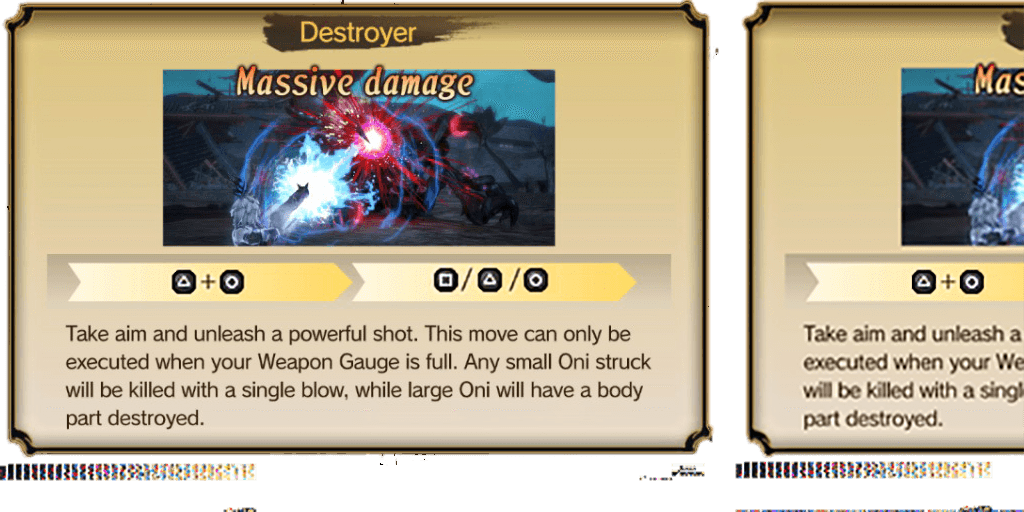 Destroyer
Massive damage
+ / /
Take aim and unleash a powerful shot. This move can only be
executed when your Weapon Gauge is full. Any small Oni struck
will be killed with a single blow, while large Oni will have a body
part destroyed.
Mas
+
Take aim and unleash a
executed when your We
will be killed with a singl
part destroyed.